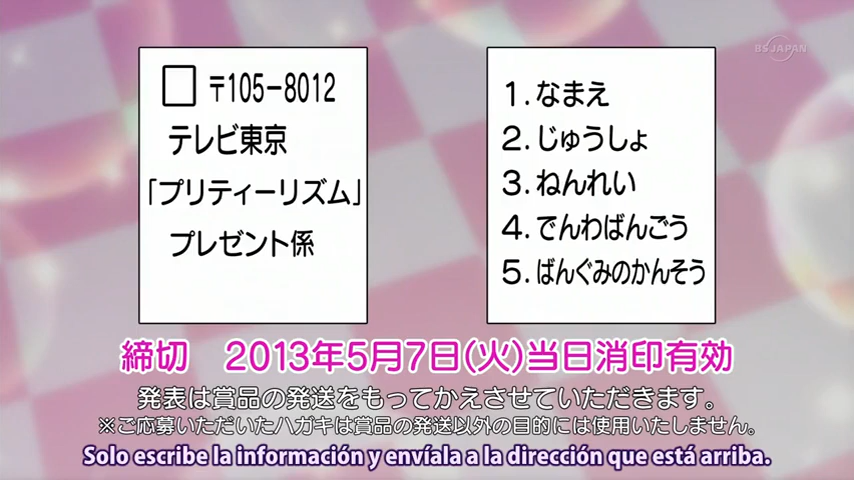 BS JAPAN
〒105-8012
テレビ東京
「プリティーリズム」
プレゼント係
1.なまえ
2.じゅうしょ
3.ねんれい
4.でんわばんごう
5.ばんぐみのかんそう
締切 2013年5月7日(火)当日消印有効
発表は賞品の発送をもってかえさせていただきます。
※ご応募いただいたハガキは賞品の発送以外の目的には使用いたしません。
Solo escribe la información y envíala a la dirección que está arriba.